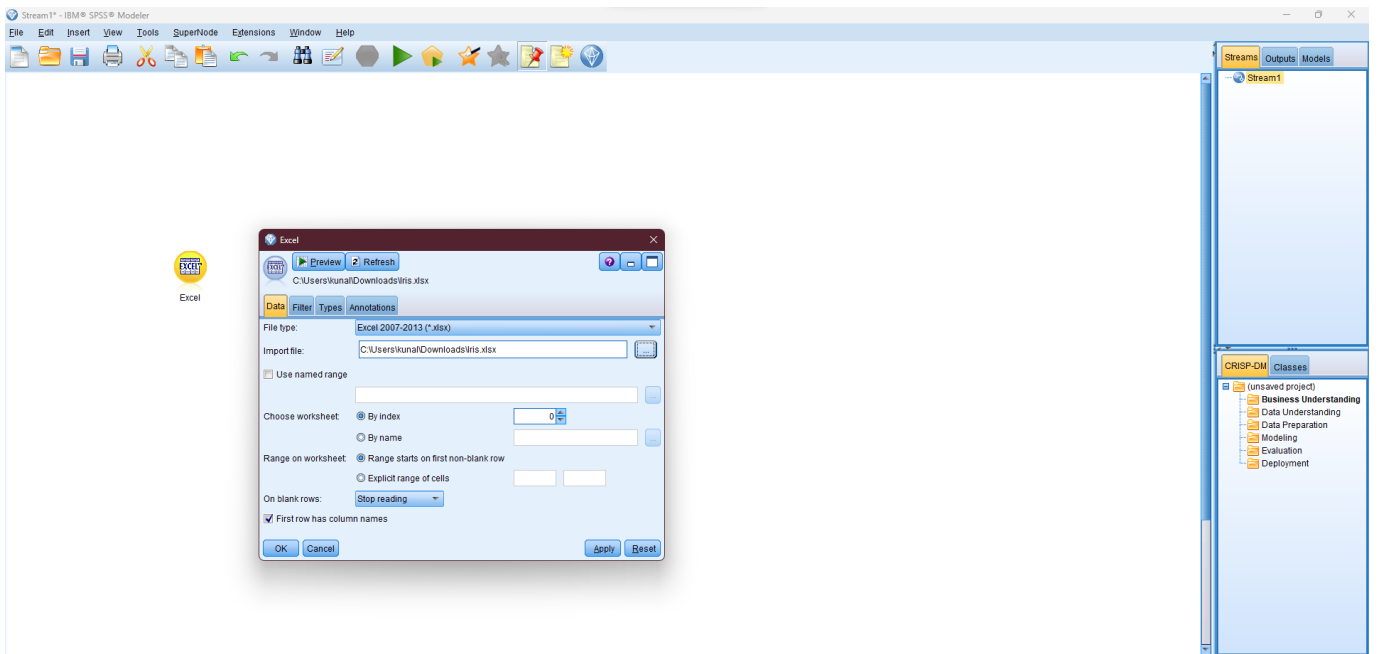 Stream1* - IBM® SPSS® Modeler
File Edit Insert View Tools SuperNode Extensions Window Help
Streams Outputs Models
Stream1
EXCEL
Excel
Excel
EXCEL
Preview Refresh
C:\Users\kunal\Downloads\Iris.xlsx
Data Filter Types Annotations
File type: Excel 2007-2013 (*.xlsx)
Import file: C:\Users\kunal\Downloads\Iris.xlsx ...
Use named range
...
Choose worksheet: By index 0
By name ...
Range on worksheet: Range starts on first non-blank row
Explicit range of cells
On blank rows: Stop reading
First row has column names
OK Cancel Apply Reset
CRISP-DM Classes
(unsaved project)
Business Understanding
Data Understanding
Data Preparation
Modeling
Evaluation
Deployment